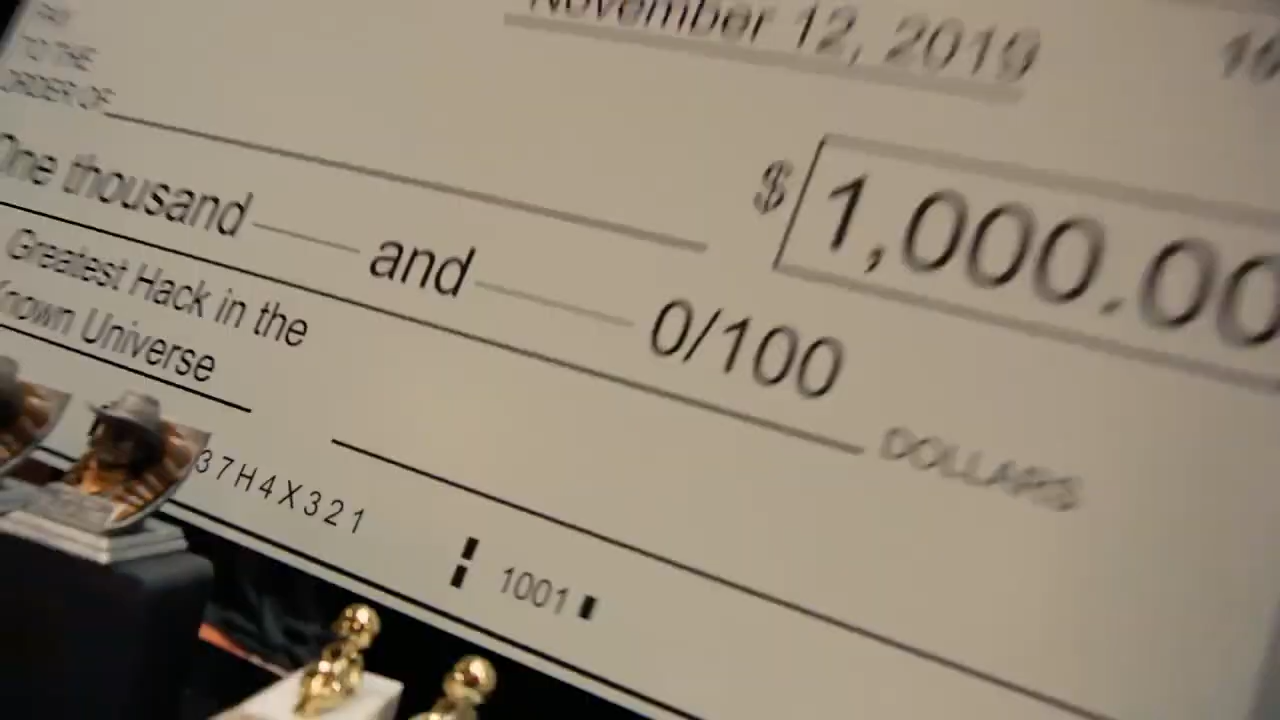 November 12, 2019
PAY
TO THE
ORDER OF
$ 1,000.00
One thousand and 0/100
DOLLARS
Greatest Hack in the
Known Universe
37H4X321
1001